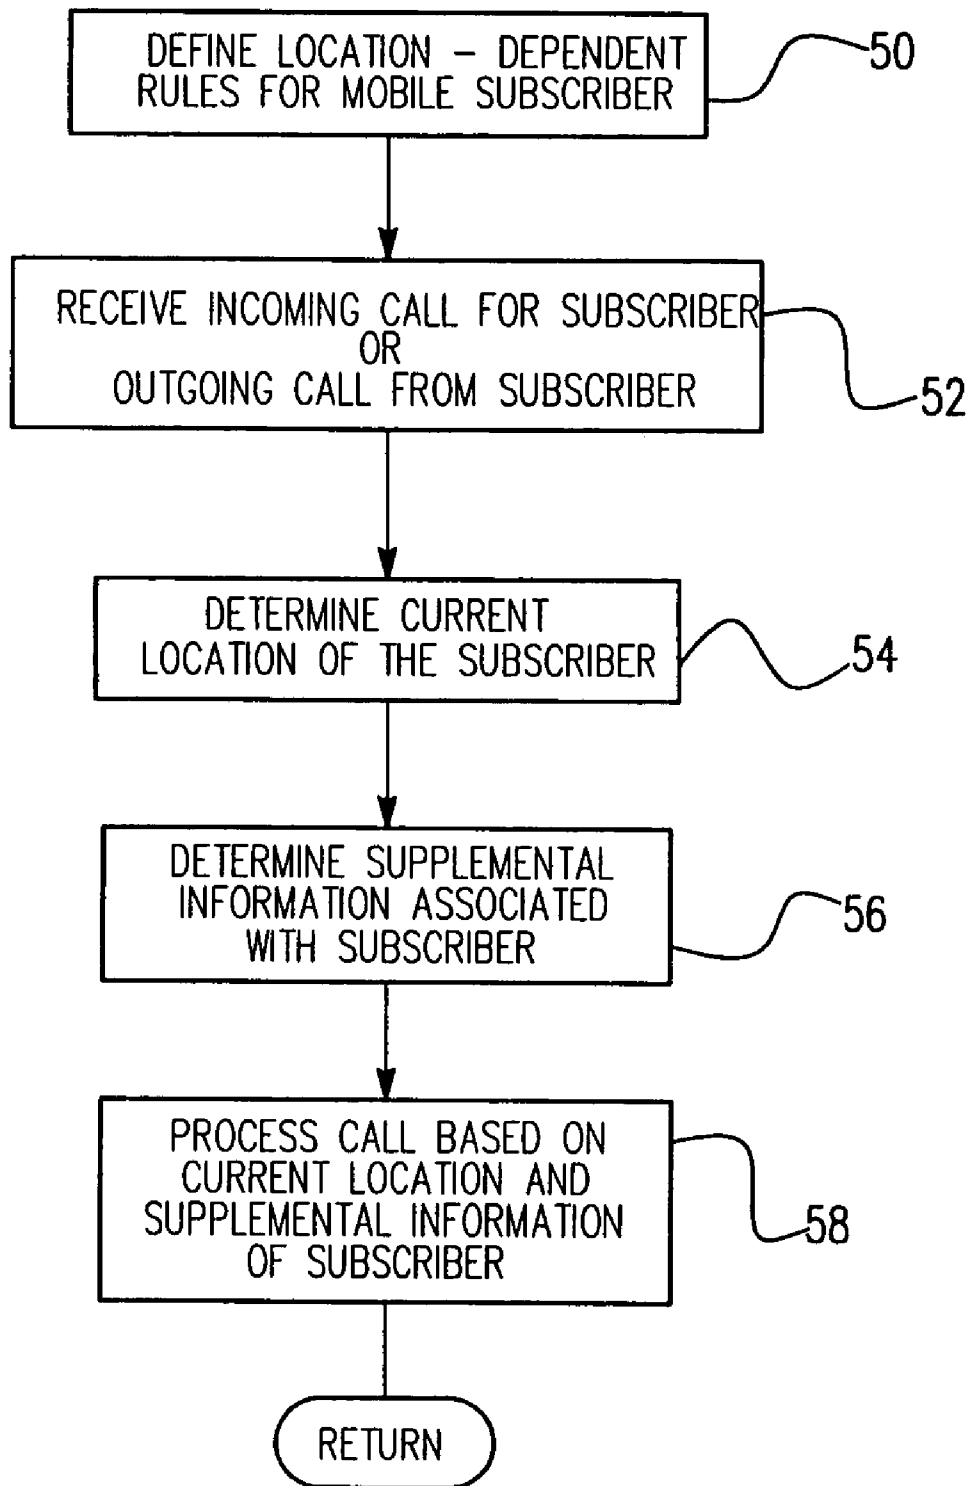 DEFINE LOCATION - DEPENDENT
RULES FOR MOBILE SUBSCRIBER
50
RECEIVE INCOMING CALL FOR SUBSCRIBER
OR
OUTGOING CALL FROM SUBSCRIBER
52
DETERMINE CURRENT
LOCATION OF THE SUBSCRIBER
54
DETERMINE SUPPLEMENTAL
INFORMATION ASSOCIATED
WITH SUBSCRIBER
56
PROCESS CALL BASED ON
CURRENT LOCATION AND
SUPPLEMENTAL INFORMATION
OF SUBSCRIBER
58
RETURN